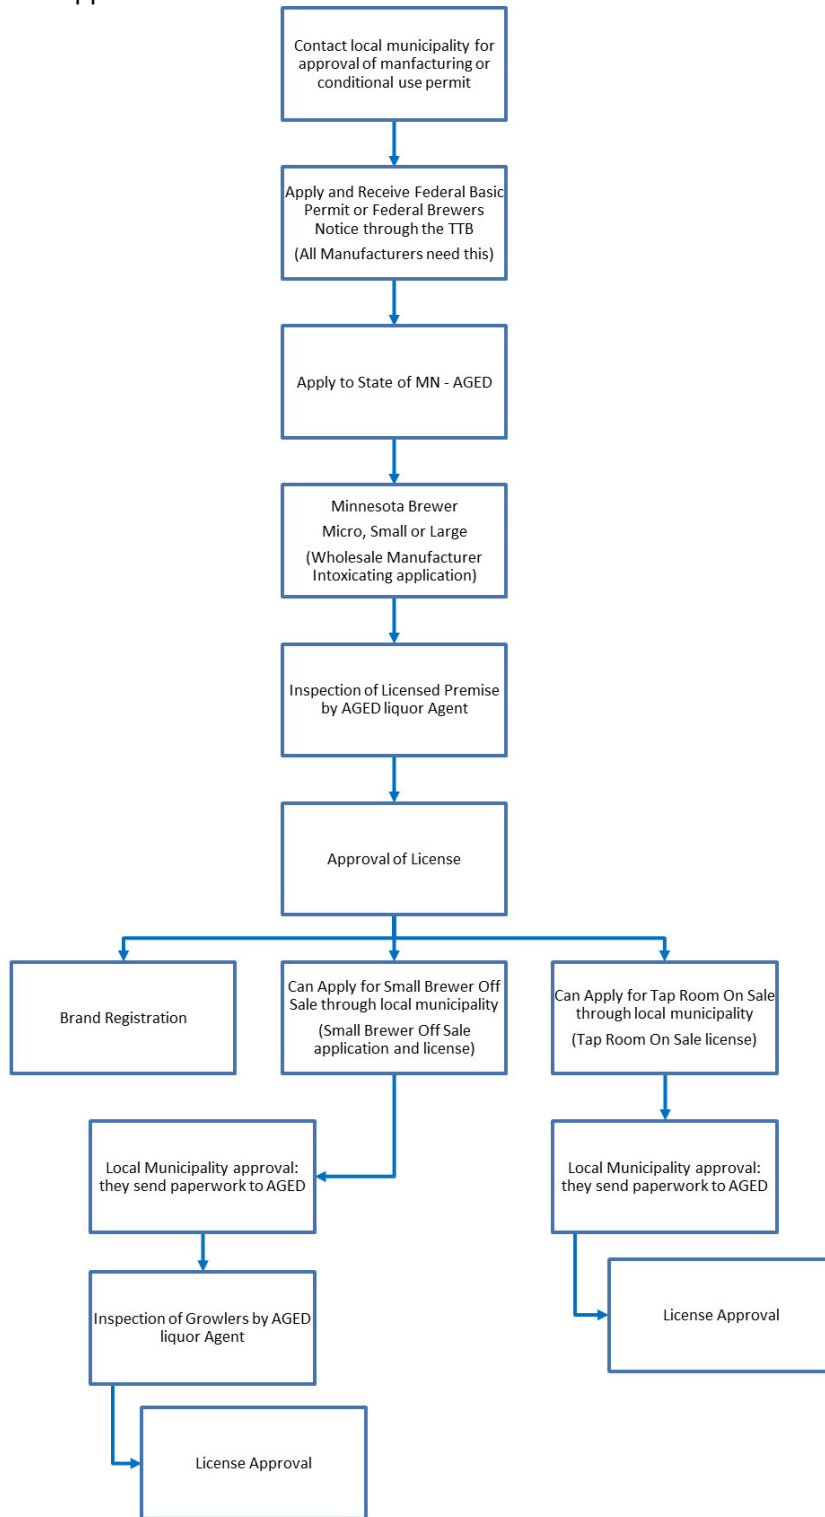 Contact local municipality for
approval of manfacturing or
conditional use permit
Apply and Receive Federal Basic
Permit or Federal Brewers
Notice through the TTB
(All Manufacturers need this)
Apply to State of MN - AGED
Minnesota Brewer
Micro, Small or Large
(Wholesale Manufacturer
Intoxicating application)
Inspection of Licensed Premise
by AGED liquor Agent
Approval of License
Brand Registration
Can Apply for Small Brewer Off
Sale through local municipality
(Small Brewer Off Sale
application and license)
Can Apply for Tap Room On Sale
through local municipality
(Tap Room On Sale license)
Local Municipality approval:
they send paperwork to AGED
Local Municipality approval:
they send paperwork to AGED
Inspection of Growlers by AGED
liquor Agent
License Approval
License Approval